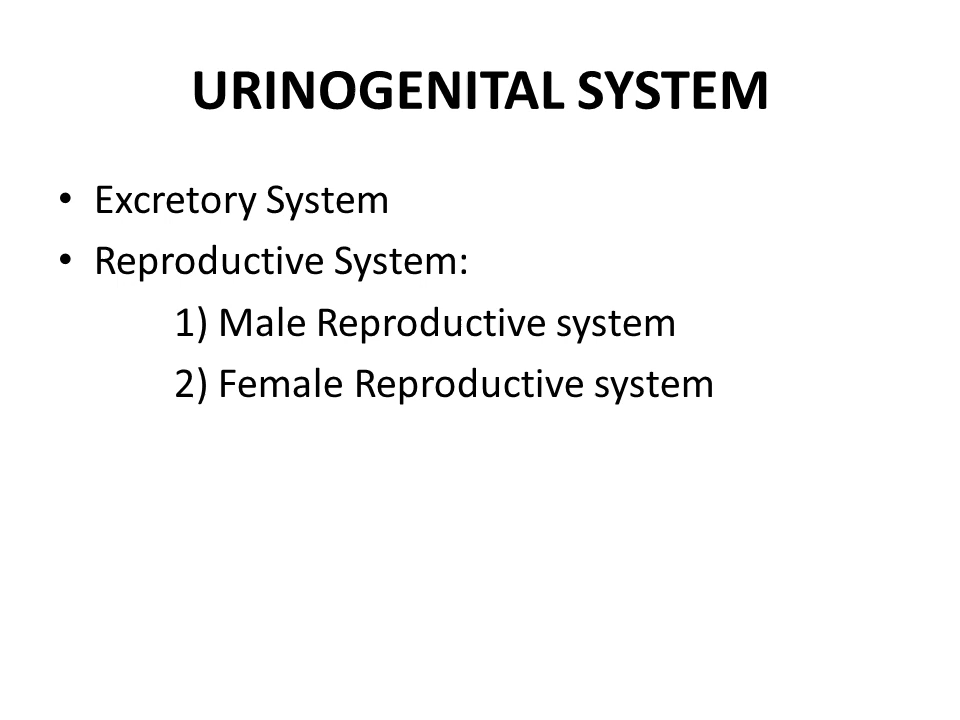 URINOGENITAL SYSTEM
• Excretory System
• Reproductive System:
1) Male Reproductive system
2) Female Reproductive system